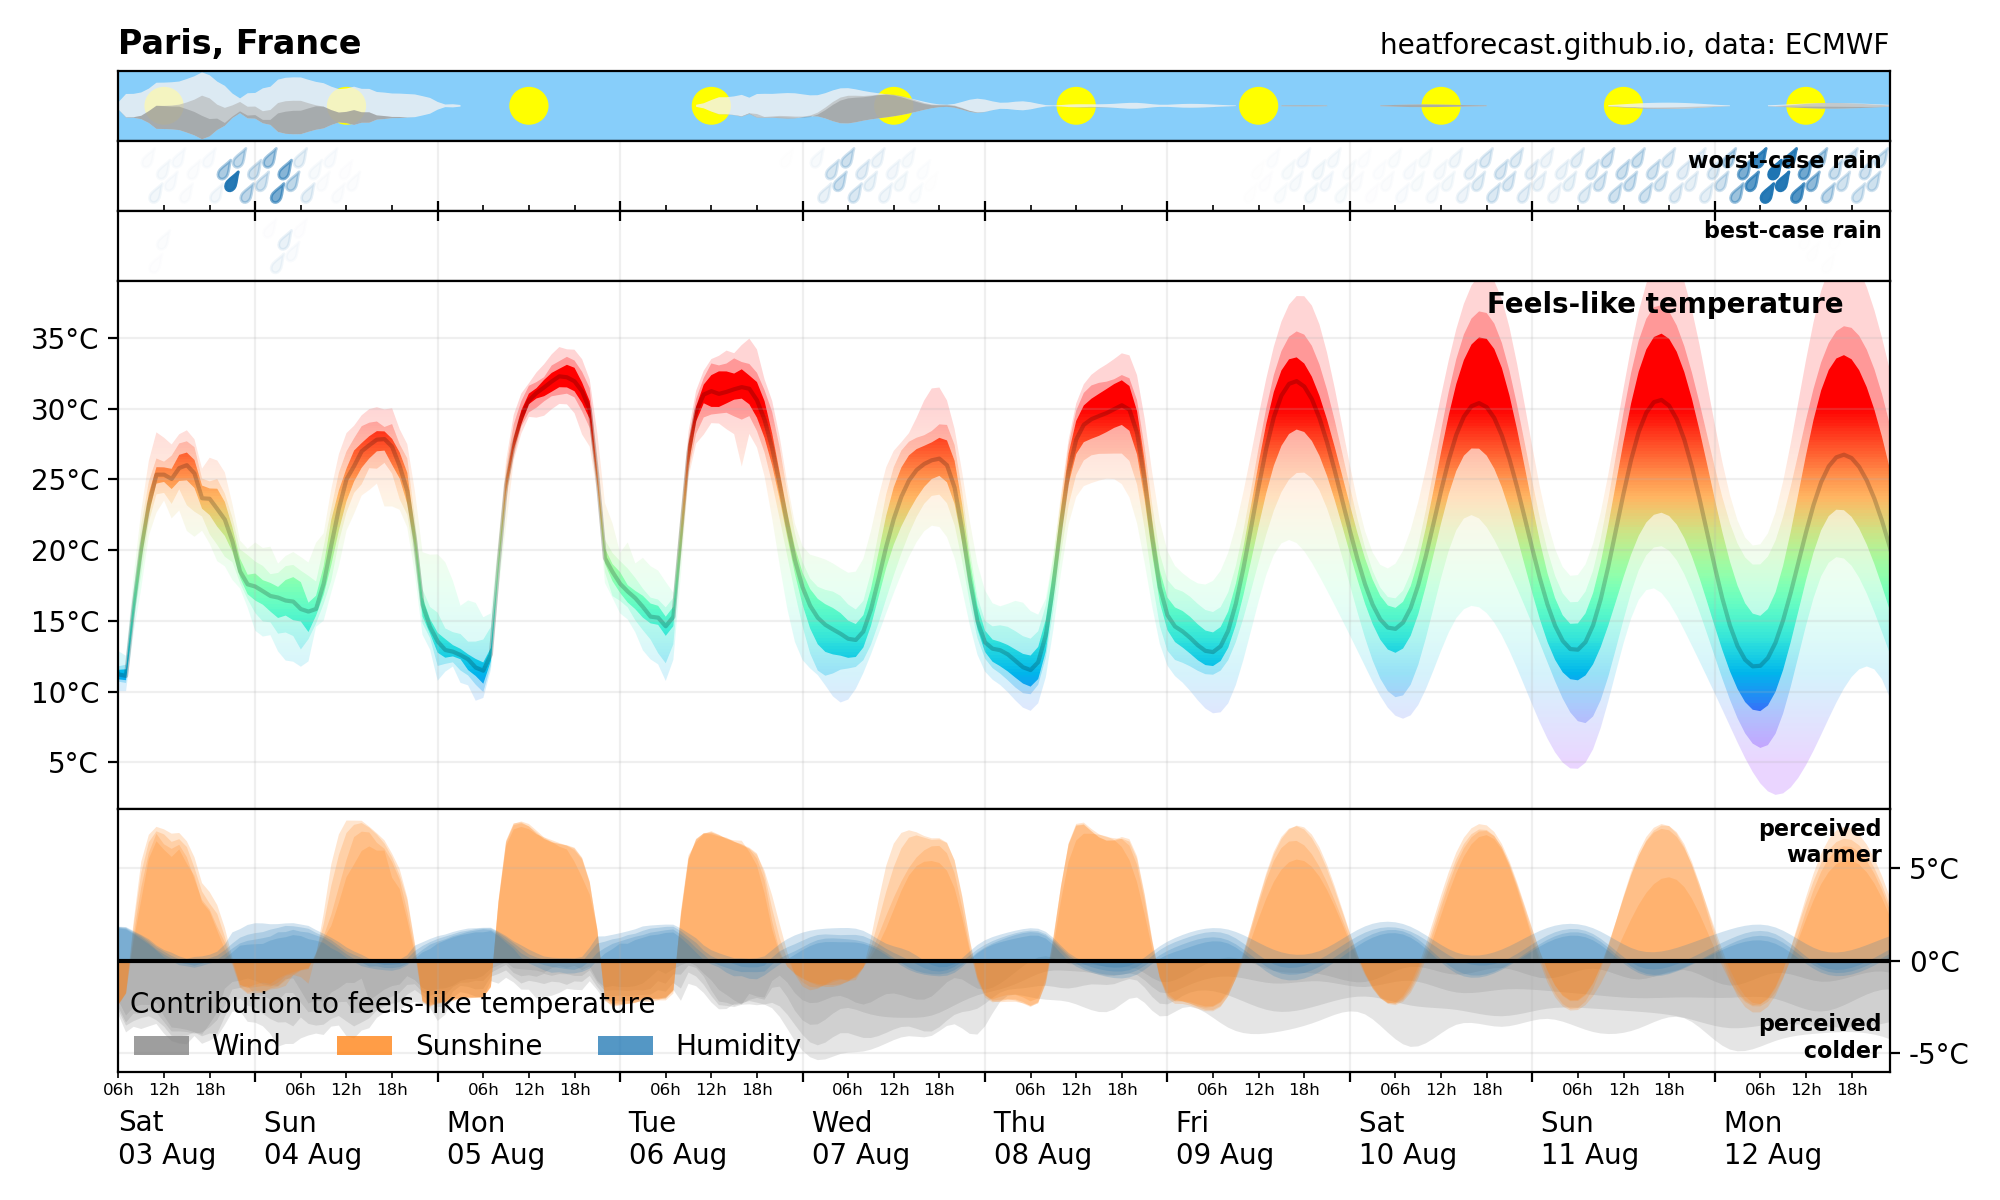 Paris, France
heatforecast.github.io, data: ECMWF
worst-case rain
best-case rain
Feels-like temperature
35°C
30°C
25°C
20°C
15°C
10°C
5°C
perceived
warmer
5°C
0°C
Contribution to feels-like temperature
Wind Sunshine Humidity
perceived
colder
-5°C
06h 12h 18h 06h 12h 18h 06h 12h 18h 06h 12h 18h 06h 12h 18h 06h 12h 18h 06h 12h 18h 06h 12h 18h 06h 12h 18h 06h 12h 18h
Sat Sun Mon Tue Wed Thu Fri Sat Sun Mon
03 Aug 04 Aug 05 Aug 06 Aug 07 Aug 08 Aug 09 Aug 10 Aug 11 Aug 12 Aug